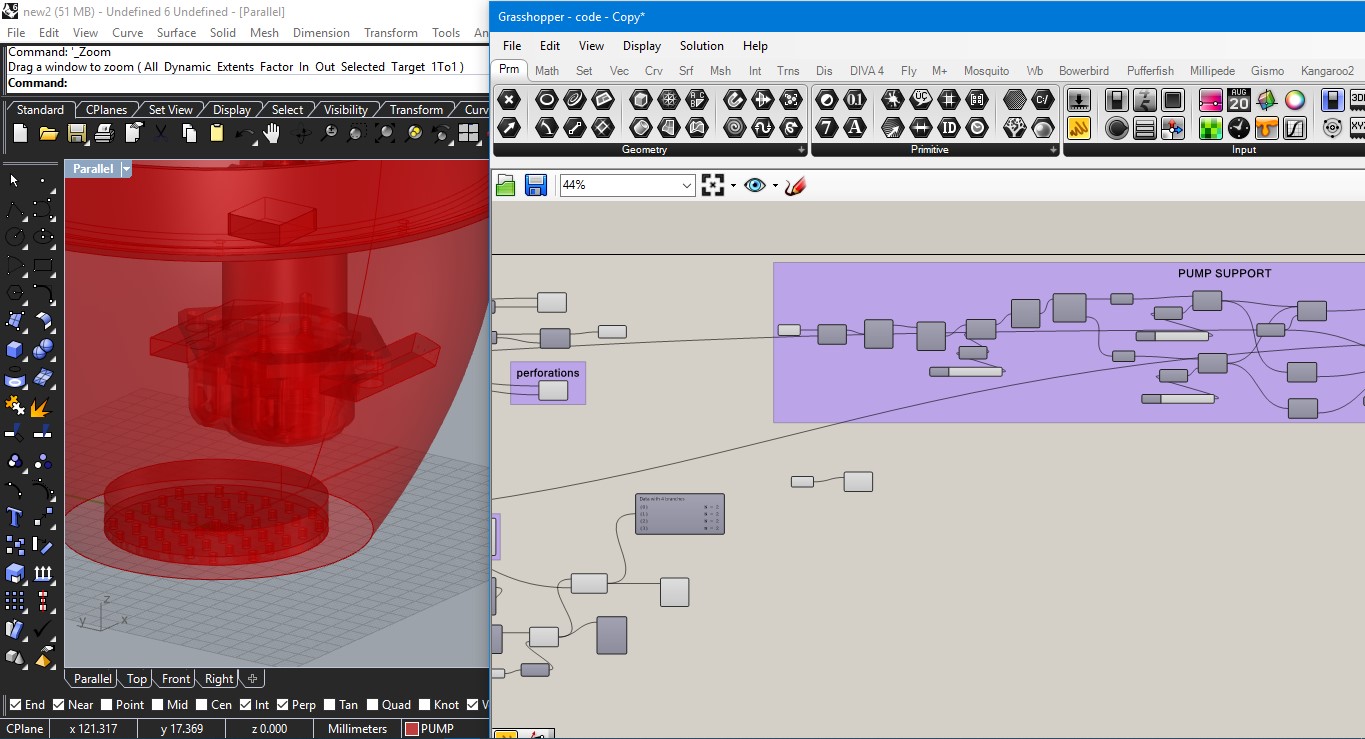 new2 (51 MB) - Undefined 6 Undefined - [Parallel]
File Edit View Curve Surface Solid Mesh Dimension Transform Tools An
Command: '_Zoom
Drag a window to zoom ( All Dynamic Extents Factor In Out Selected Target 1To1 )
Command:
Standard CPlanes Set View Display Select Visibility Transform Curv
Parallel
z
y x
Parallel Top Front Right
End Near Point Mid Cen Int Perp Tan Quad Knot V
CPlane x 121.317 y 17.369 z 0.000 Millimeters PUMP
Grasshopper - code - Copy*
File Edit View Display Solution Help
Prm Math Set Vec Crv Srf Msh Int Trns Dis DIVA 4 Fly M+ Mosquito Wb Bowerbird Pufferfish Millipede Gismo Kangaroo2
Geometry Primitive Input
44%
PUMP SUPPORT
perforations
Data with 4 branches